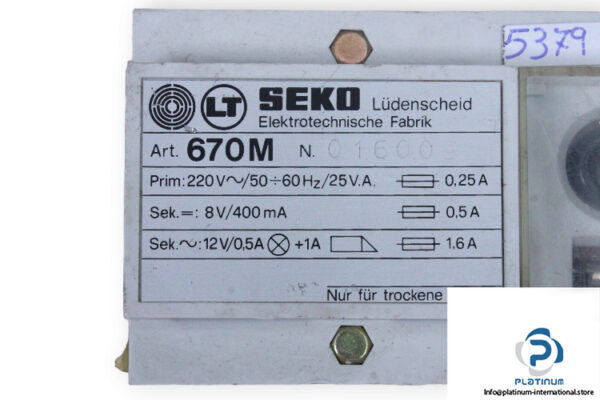 5379
LT SEKO Lüdenscheid
Elektrotechnische Fabrik
Art. 670M N. 01600
Prim: 220V~/50÷60Hz/25V.A. 0,25A
Sek.=: 8V/400mA 0,5A
Sek.~: 12V/0,5A +1A 1,6A
Nur für trockene
PLATINUM
Info@platinum-international.store